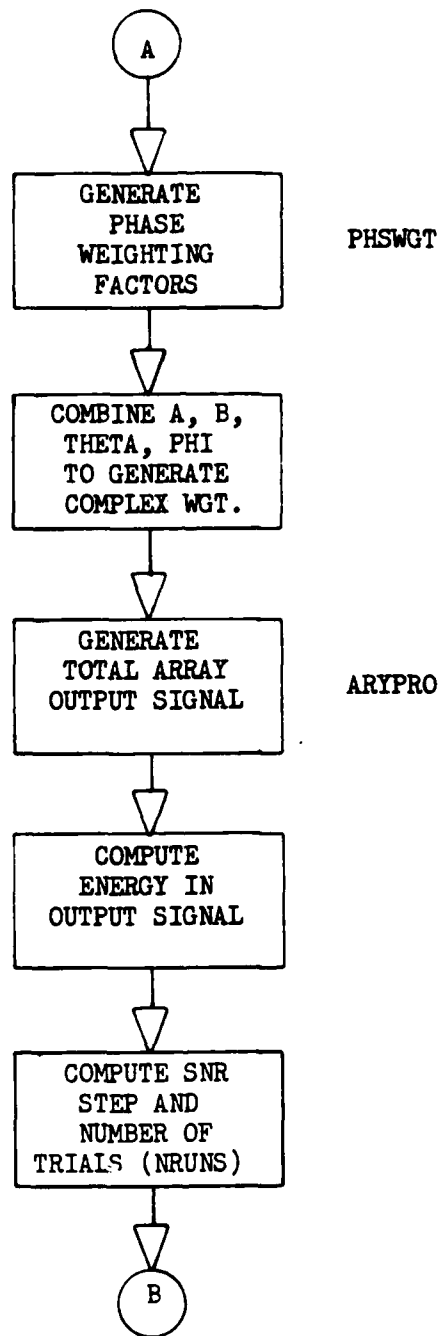 A
GENERATE
PHASE
WEIGHTING
FACTORS
PHSWGT
COMBINE A, B,
THETA, PHI
TO GENERATE
COMPLEX WGT.
GENERATE
TOTAL ARRAY
OUTPUT SIGNAL
ARYPRO
COMPUTE
ENERGY IN
OUTPUT SIGNAL
COMPUTE SNR
STEP AND
NUMBER OF
TRIALS (NRUNS)
B